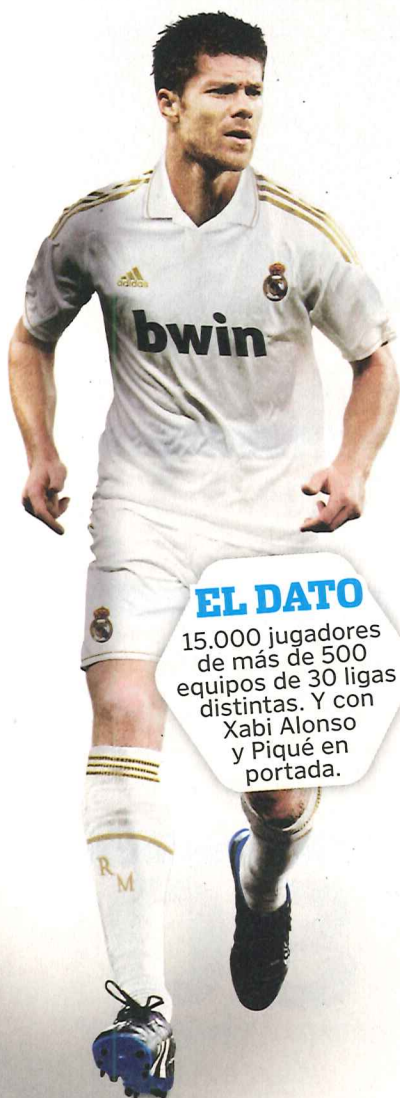 adidas
bwin
EL DATO
15.000 jugadores
de más de 500
equipos de 30 ligas
distintas. Y con
Xabi Alonso
y Piqué en
portada.
R
M